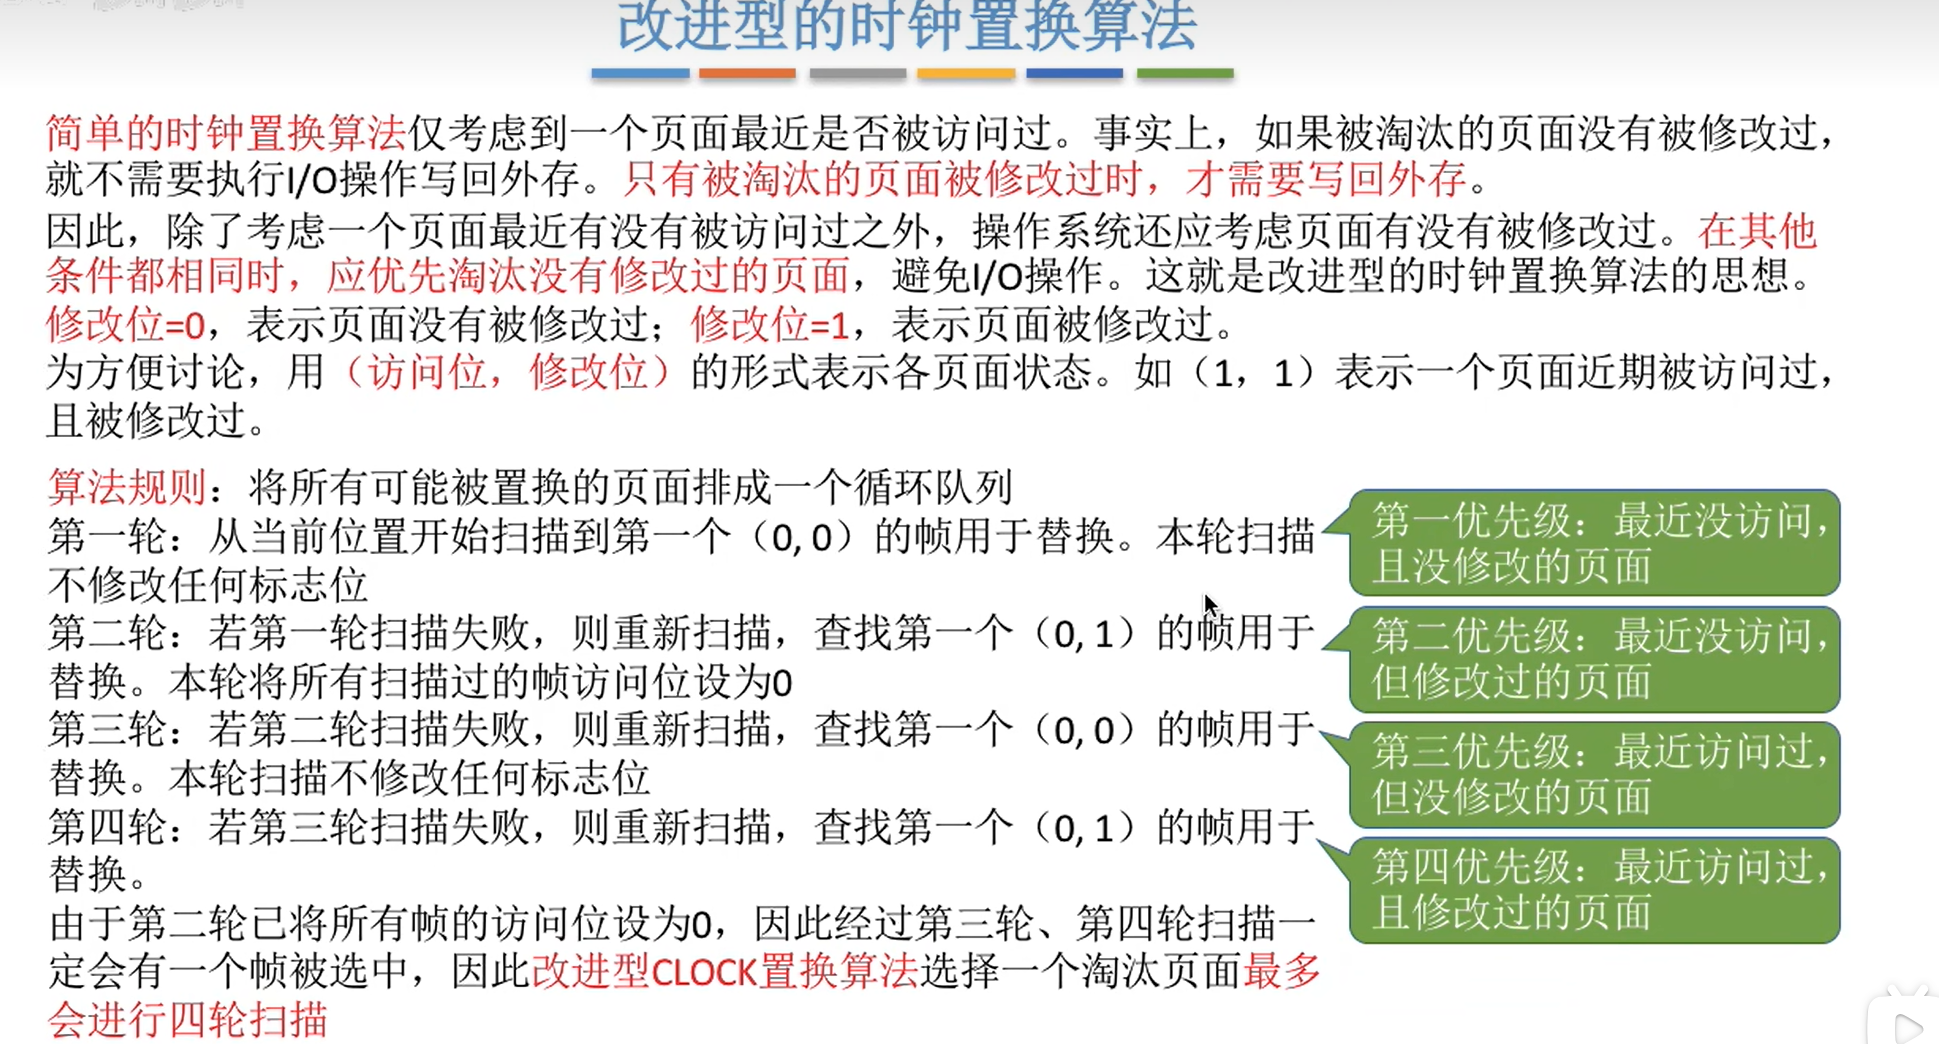 改进型的时钟置换算法
简单的时钟置换算法仅考虑到一个页面最近是否被访问过。事实上，如果被淘汰的页面没有被修改过，
就不需要执行I/O操作写回外存。只有被淘汰的页面被修改过时，才需要写回外存。
因此，除了考虑一个页面最近有没有被访问过之外，操作系统还应考虑页面有没有被修改过。在其他
条件都相同时，应优先淘汰没有修改过的页面，避免I/O操作。这就是改进型的时钟置换算法的思想。
修改位=0，表示页面没有被修改过；修改位=1，表示页面被修改过。
为方便讨论，用（访问位，修改位）的形式表示各页面状态。如（1，1）表示一个页面近期被访问过，
且被修改过。
算法规则：将所有可能被置换的页面排成一个循环队列
第一轮：从当前位置开始扫描到第一个（0, 0）的帧用于替换。本轮扫描
不修改任何标志位
第二轮：若第一轮扫描失败，则重新扫描，查找第一个（0, 1）的帧用于
替换。本轮将所有扫描过的帧访问位设为0
第三轮：若第二轮扫描失败，则重新扫描，查找第一个（0, 0）的帧用于
替换。本轮扫描不修改任何标志位
第四轮：若第三轮扫描失败，则重新扫描，查找第一个（0, 1）的帧用于
替换。
由于第二轮已将所有帧的访问位设为0，因此经过第三轮、第四轮扫描一
定会有一个帧被选中，因此改进型CLOCK置换算法选择一个淘汰页面最多
会进行四轮扫描
第一优先级：最近没访问，
且没修改的页面
第二优先级：最近没访问，
但修改过的页面
第三优先级：最近访问过，
但没修改的页面
第四优先级：最近访问过，
且修改过的页面